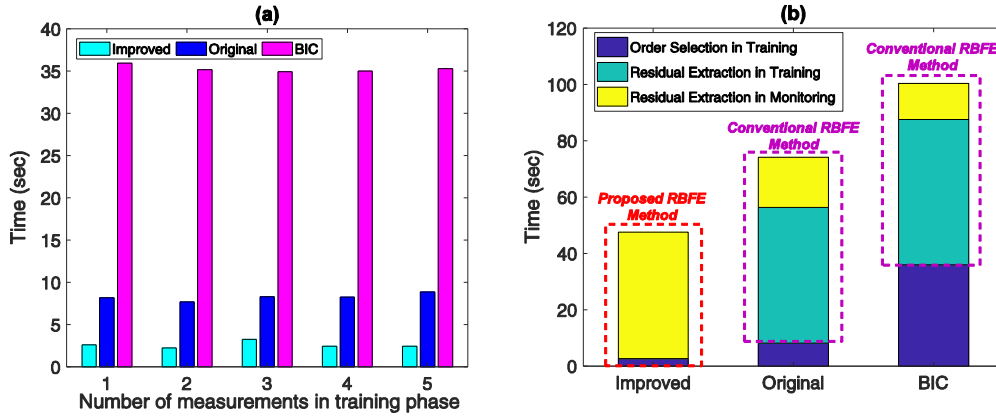 (a)
40
35
30
25
20
15
10
5
0
Time (sec)
Improved Original BIC
1 2 3 4 5
Number of measurements in training phase
(b)
120
100
80
60
40
20
0
Time (sec)
Order Selection in Training
Residual Extraction in Training
Residual Extraction in Monitoring
Conventional RBFE
Method
Conventional RBFE
Method
Proposed RBFE
Method
Improved Original BIC